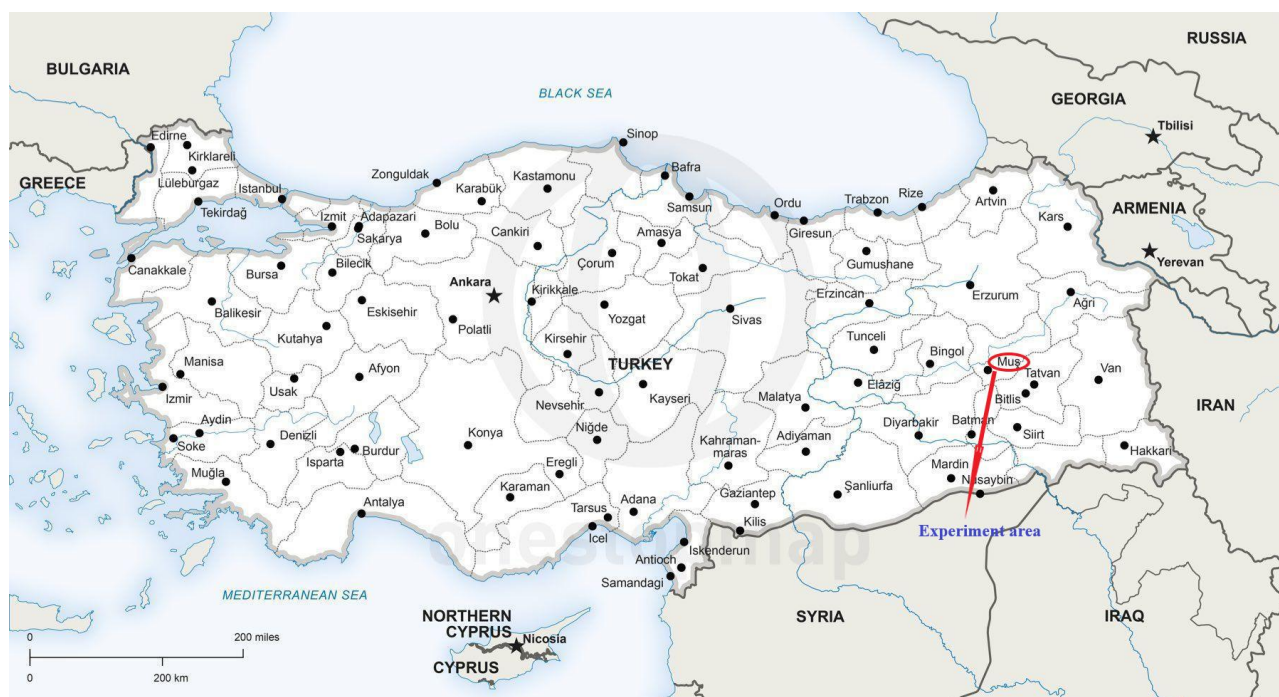 RUSSIA
BULGARIA
BLACK SEA
GEORGIA
Tbilisi
Sinop
Edirne
Kirklareli
Bafra
Zonguldak
Kastamonu
Lüleburgaz
GREECE
Istanbul
Karabük
Samsun
Trabzon
Rize
Artvin
Tekirdağ
Izmit
Adapazari
Ordu
ARMENIA
Sakarya
Bolu
Cankiri
Amasya
Giresun
Kars
Çorum
Gumushane
Yerevan
Canakkale
Bursa
Bilecik
Tokat
Ankara
Kirikkale
Erzincan
Erzurum
Ağri
Balikesir
Eskisehir
Polatli
Yozgat
Sivas
Kutahya
Kirsehir
Tunceli
Bingol
TURKEY
Muş
Manisa
Usak
Afyon
Tatvan
Van
Izmir
Nevsehir
Kayseri
Malatya
Elâziğ
Bitlis
IRAN
Aydin
Soke
Denizli
Isparta
Burdur
Konya
Niğde
Kahraman-
maras
Adiyaman
Diyarbakir
Batman
Siirt
Hakkari
Muğla
Eregli
Karaman
Mardin
Nusaybin
Antalya
Tarsus
Adana
Gaziantep
Şanliurfa
Icel
Kilis
Experiment area
onestopmap
Iskenderun
Antioch
Samandagi
MEDITERRANEAN SEA
NORTHERN
CYPRUS
Nicosia
CYPRUS
SYRIA
IRAQ
0
200 miles
0
200 km